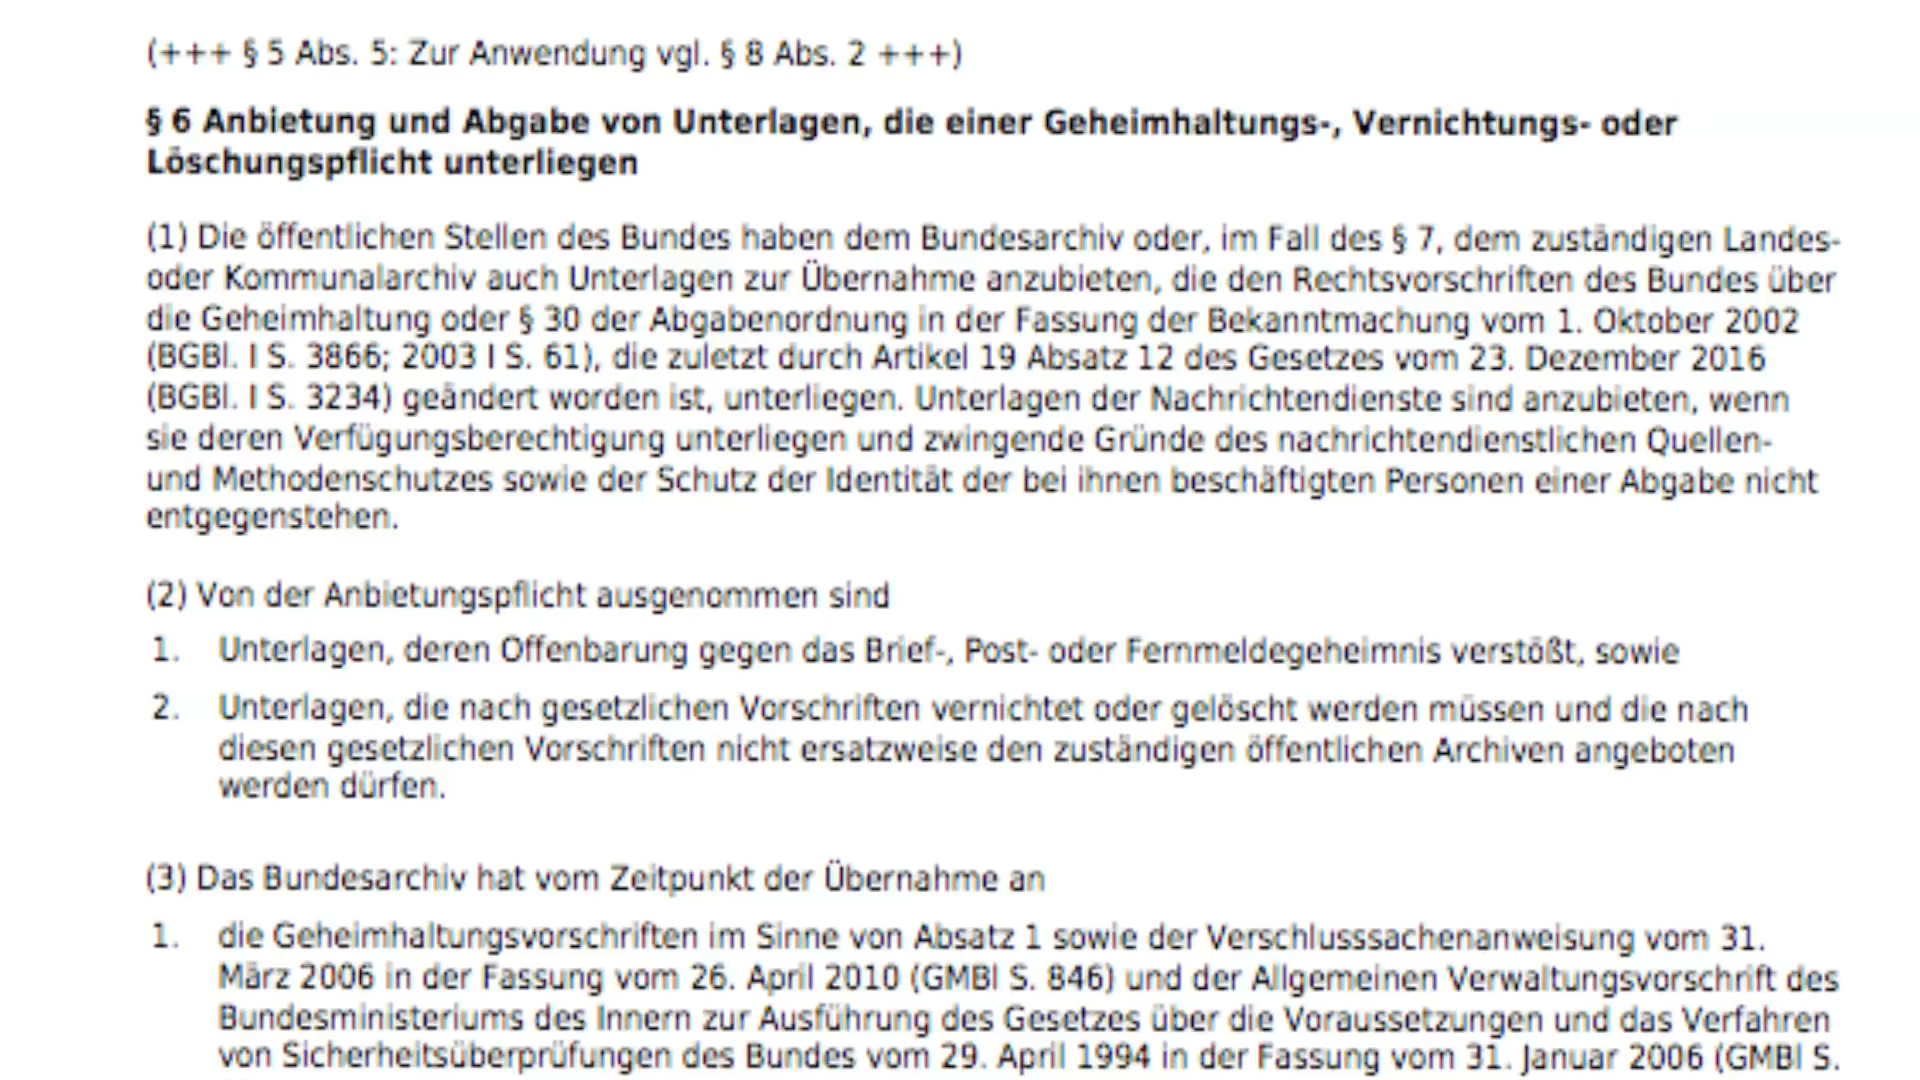 (+++ § 5 Abs. 5: Zur Anwendung vgl. § 8 Abs. 2 +++)
§ 6 Anbietung und Abgabe von Unterlagen, die einer Geheimhaltungs-, Vernichtungs- oder
Löschungspflicht unterliegen
(1) Die öffentlichen Stellen des Bundes haben dem Bundesarchiv oder, im Fall des § 7, dem zuständigen Landes-
oder Kommunalarchiv auch Unterlagen zur Übernahme anzubieten, die den Rechtsvorschriften des Bundes über
die Geheimhaltung oder § 30 der Abgabenordnung in der Fassung der Bekanntmachung vom 1. Oktober 2002
(BGBl. I S. 3866; 2003 I S. 61), die zuletzt durch Artikel 19 Absatz 12 des Gesetzes vom 23. Dezember 2016
(BGBl. I S. 3234) geändert worden ist, unterliegen. Unterlagen der Nachrichtendienste sind anzubieten, wenn
sie deren Verfügungsberechtigung unterliegen und zwingende Gründe des nachrichtendienstlichen Quellen-
und Methodenschutzes sowie der Schutz der Identität der bei ihnen beschäftigten Personen einer Abgabe nicht
entgegenstehen.
(2) Von der Anbietungspflicht ausgenommen sind
1. Unterlagen, deren Offenbarung gegen das Brief-, Post- oder Fernmeldegeheimnis verstößt, sowie
2. Unterlagen, die nach gesetzlichen Vorschriften vernichtet oder gelöscht werden müssen und die nach
diesen gesetzlichen Vorschriften nicht ersatzweise den zuständigen öffentlichen Archiven angeboten
werden dürfen.
(3) Das Bundesarchiv hat vom Zeitpunkt der Übernahme an
1. die Geheimhaltungsvorschriften im Sinne von Absatz 1 sowie der Verschlusssachenanweisung vom 31.
März 2006 in der Fassung vom 26. April 2010 (GMBl S. 846) und der Allgemeinen Verwaltungsvorschrift des
Bundesministeriums des Innern zur Ausführung des Gesetzes über die Voraussetzungen und das Verfahren
von Sicherheitsüberprüfungen des Bundes vom 29. April 1994 in der Fassung vom 31. Januar 2006 (GMBl S.